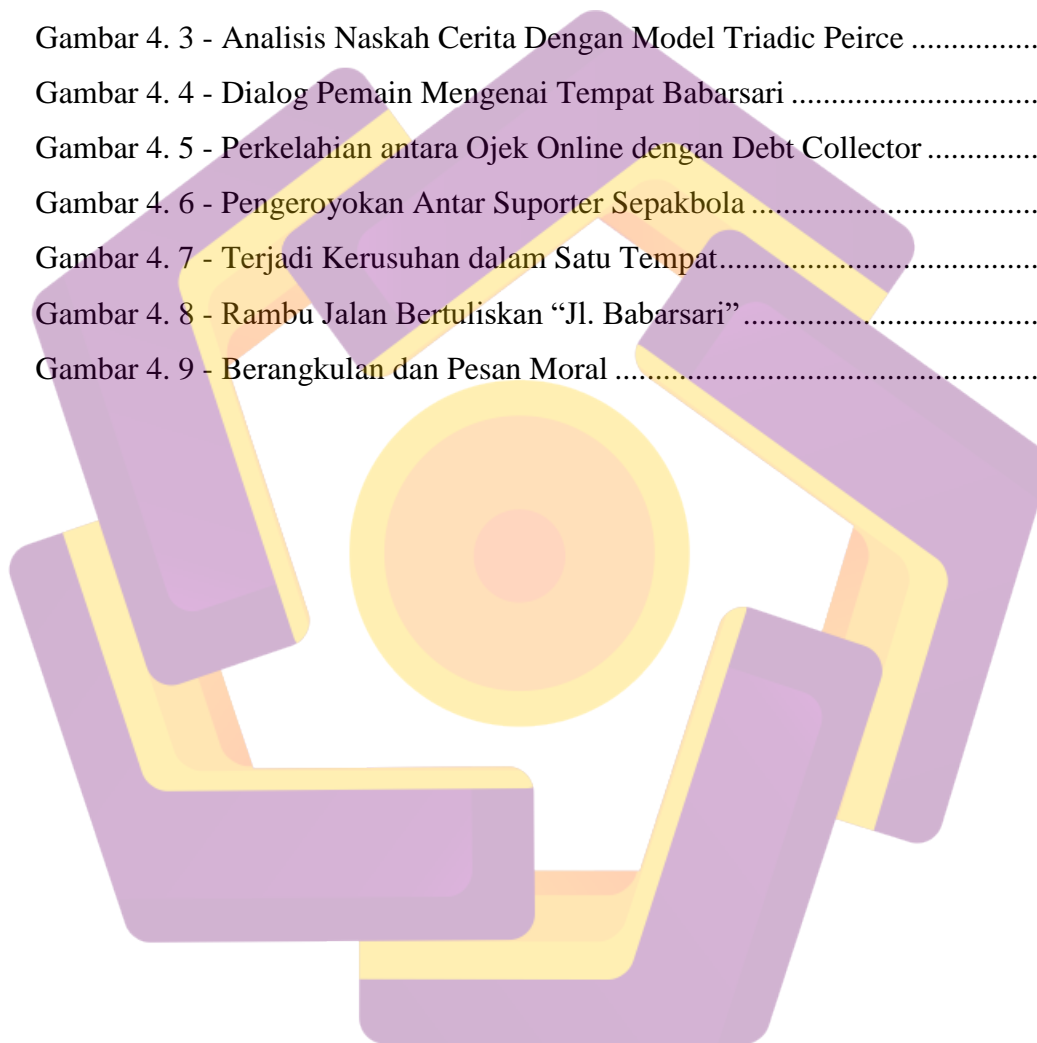 Gambar 4. 3 - Analisis Naskah Cerita Dengan Model Triadic Peirce ................
Gambar 4. 4 - Dialog Pemain Mengenai Tempat Babarsari ...............................
Gambar 4. 5 - Perkelahian antara Ojek Online dengan Debt Collector ..............
Gambar 4. 6 - Pengeroyokan Antar Suporter Sepakbola ....................................
Gambar 4. 7 - Terjadi Kerusuhan dalam Satu Tempat........................................
Gambar 4. 8 - Rambu Jalan Bertuliskan “Jl. Babarsari” .....................................
Gambar 4. 9 - Berangkulan dan Pesan Moral .....................................................